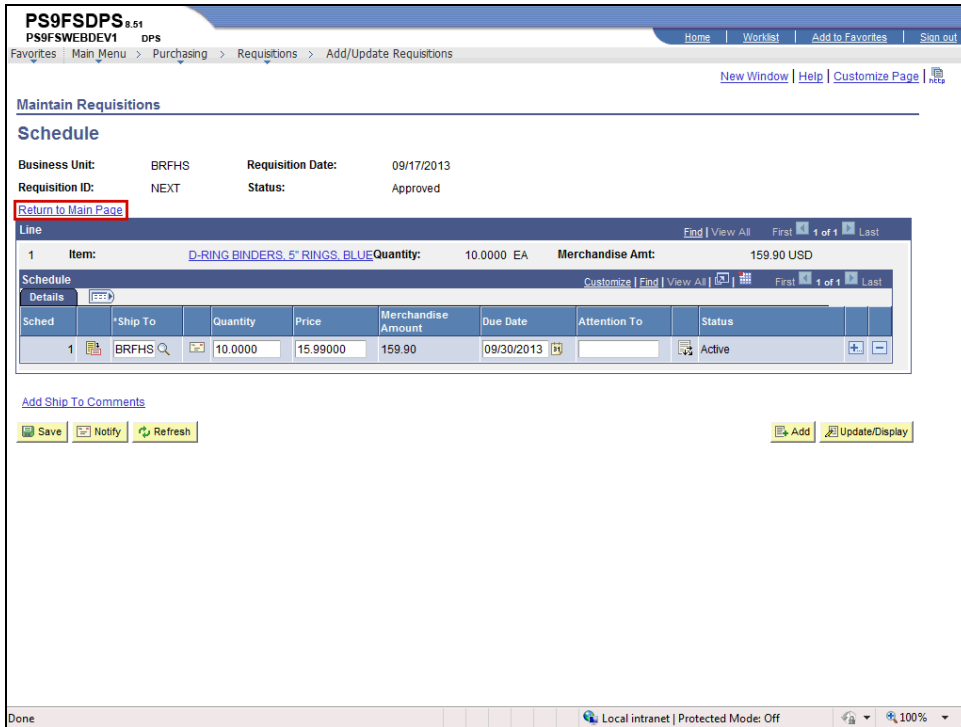 PS9FSDPS 8.51
PS9FSWEBDEV1 DPS
Home | Worklist | Add to Favorites | Sign out
Favorites Main Menu > Purchasing > Requisitions > Add/Update Requisitions
New Window | Help | Customize Page | http
Maintain Requisitions
Schedule
Business Unit: BRFHS Requisition Date: 09/17/2013
Requisition ID: NEXT Status: Approved
Return to Main Page
Line Find | View All First 1 of 1 Last
1 Item: D-RING BINDERS, 5" RINGS, BLUE Quantity: 10.0000 EA Merchandise Amt: 159.90 USD
Schedule Customize | Find | View All | First 1 of 1 Last
Details
Sched *Ship To Quantity Price Merchandise Amount Due Date Attention To Status
1 BRFHS 10.0000 15.99000 159.90 09/30/2013 Active
Add Ship To Comments
Save Notify Refresh Add Update/Display
Done Local intranet | Protected Mode: Off 100%